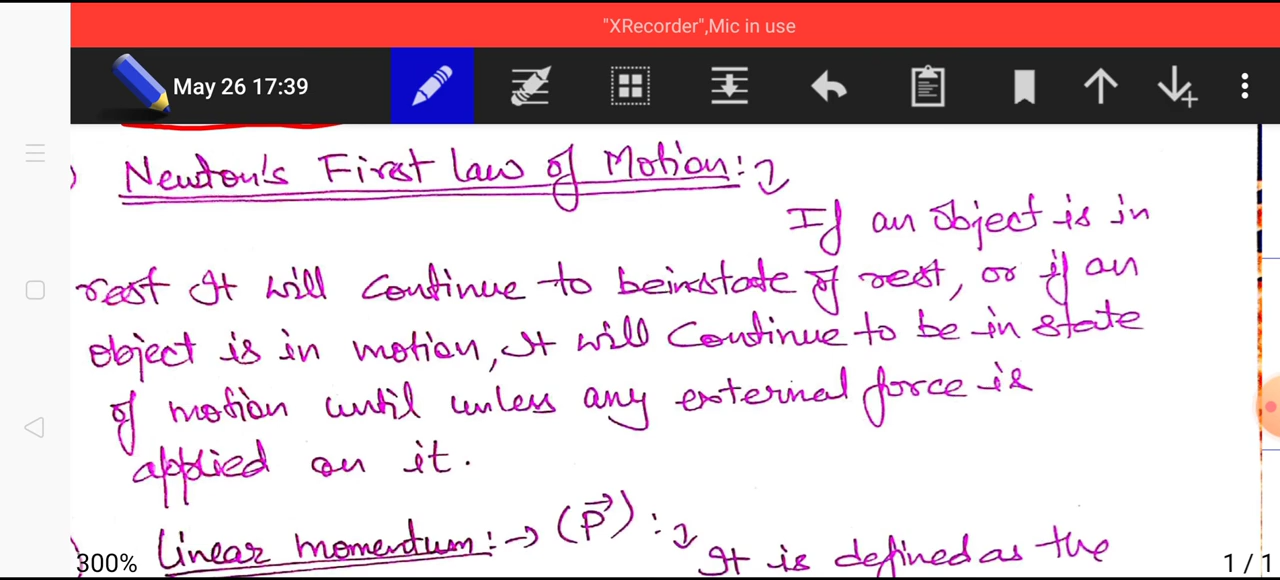 "XRecorder",Mic in use
May 26 17:39
) Newton's First law of Motion:
If an object is in
rest It will continue to beinstate of rest, or if an
object is in motion, It will Continue to be in state
of motion until unless any external force is
applied on it.
) Linear momentum:→ (P⃗):
It is defined as the
300%
1 / 1